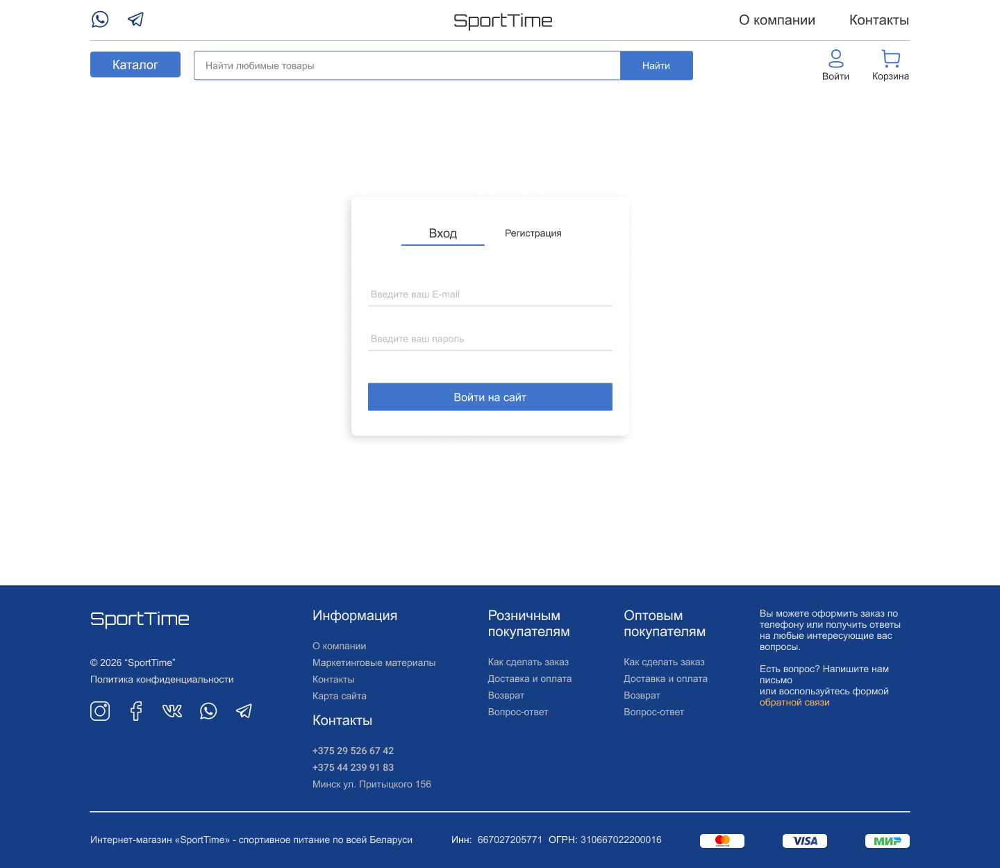 SportTime
О компании
Контакты
Каталог
Найти любимые товары
Найти
Войти
Корзина
Вход
Регистрация
Введите ваш E-mail
Введите ваш пароль
Войти на сайт
SportTime
© 2026 “SportTime”
Политика конфиденциальности
Информация
О компании
Маркетинговые материалы
Контакты
Карта сайта
Контакты
+375 29 526 67 42
+375 44 239 91 83
Минск ул. Притыцкого 156
Розничным
покупателям
Как сделать заказ
Доставка и оплата
Возврат
Вопрос-ответ
Оптовым
покупателям
Как сделать заказ
Доставка и оплата
Возврат
Вопрос-ответ
Вы можете оформить заказ по
телефону или получить ответы
на любые интересующие вас
вопросы.
Есть вопрос? Напишите нам
письмо
или воспользуйтесь формой
обратной связи
Интернет-магазин «SportTime» - спортивное питание по всей Беларуси
Инн: 667027205771 ОГРН: 310667022200016
VISA
МИР